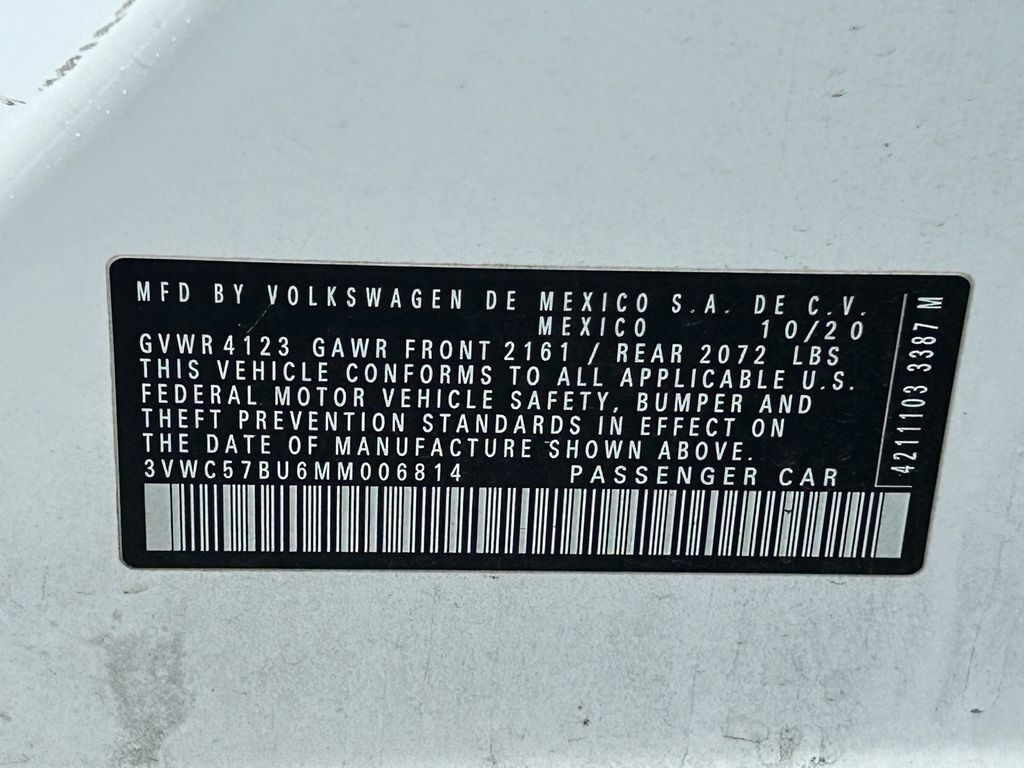 MFD BY VOLKSWAGEN DE MEXICO S.A. DE C.V.
MEXICO 10/20
GVWR 4123 GAWR FRONT 2161 / REAR 2072 LBS
THIS VEHICLE CONFORMS TO ALL APPLICABLE U.S.
FEDERAL MOTOR VEHICLE SAFETY, BUMPER AND
THEFT PREVENTION STANDARDS IN EFFECT ON
THE DATE OF MANUFACTURE SHOWN ABOVE.
3VWC57BU6MM006814 PASSENGER CAR
42111103 3387 M